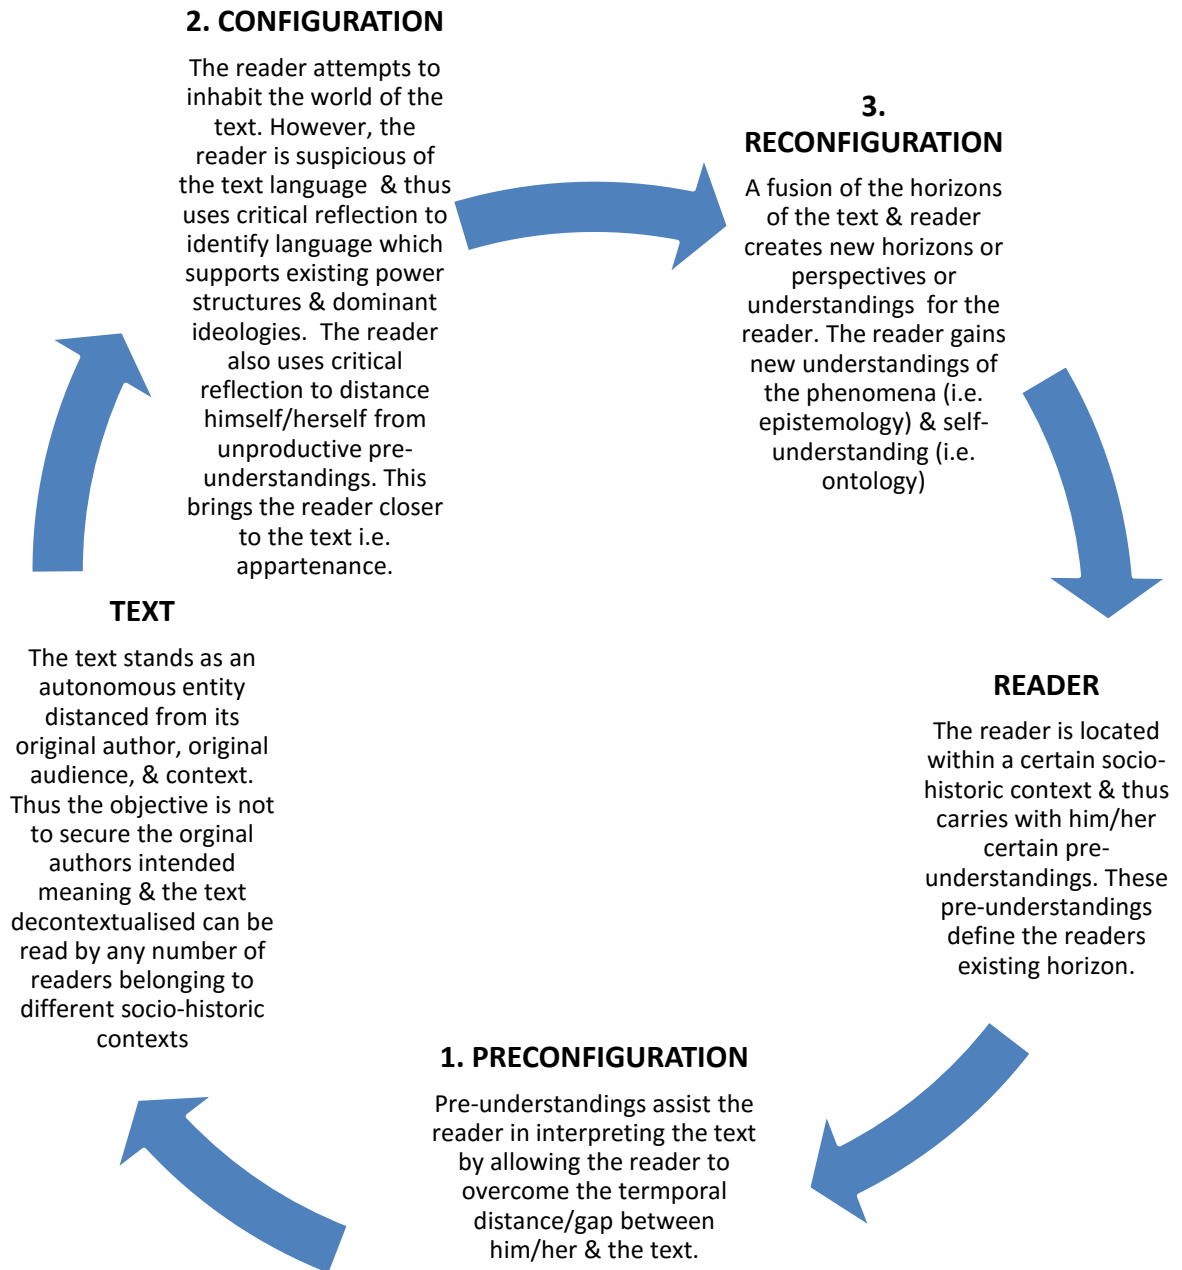 2. CONFIGURATION
The reader attempts to
inhabit the world of the
text. However, the
reader is suspicious of
the text language & thus
uses critical reflection to
identify language which
supports existing power
structures & dominant
ideologies. The reader
also uses critical
reflection to distance
himself/herself from
unproductive pre-
understandings. This
brings the reader closer
to the text i.e.
appartenance.
3.
RECONFIGURATION
A fusion of the horizons
of the text & reader
creates new horizons or
perspectives or
understandings for the
reader. The reader gains
new understandings of
the phenomena (i.e.
epistemology) & self-
understanding (i.e.
ontology)
READER
The reader is located
within a certain socio-
historic context & thus
carries with him/her
certain pre-
understandings. These
pre-understandings
define the readers
existing horizon.
1. PRECONFIGURATION
Pre-understandings assist the
reader in interpreting the text
by allowing the reader to
overcome the termporal
distance/gap between
him/her & the text.
TEXT
The text stands as an
autonomous entity
distanced from its
original author, original
audience, & context.
Thus the objective is not
to secure the orginal
authors intended
meaning & the text
decontextualised can be
read by any number of
readers belonging to
different socio-historic
contexts